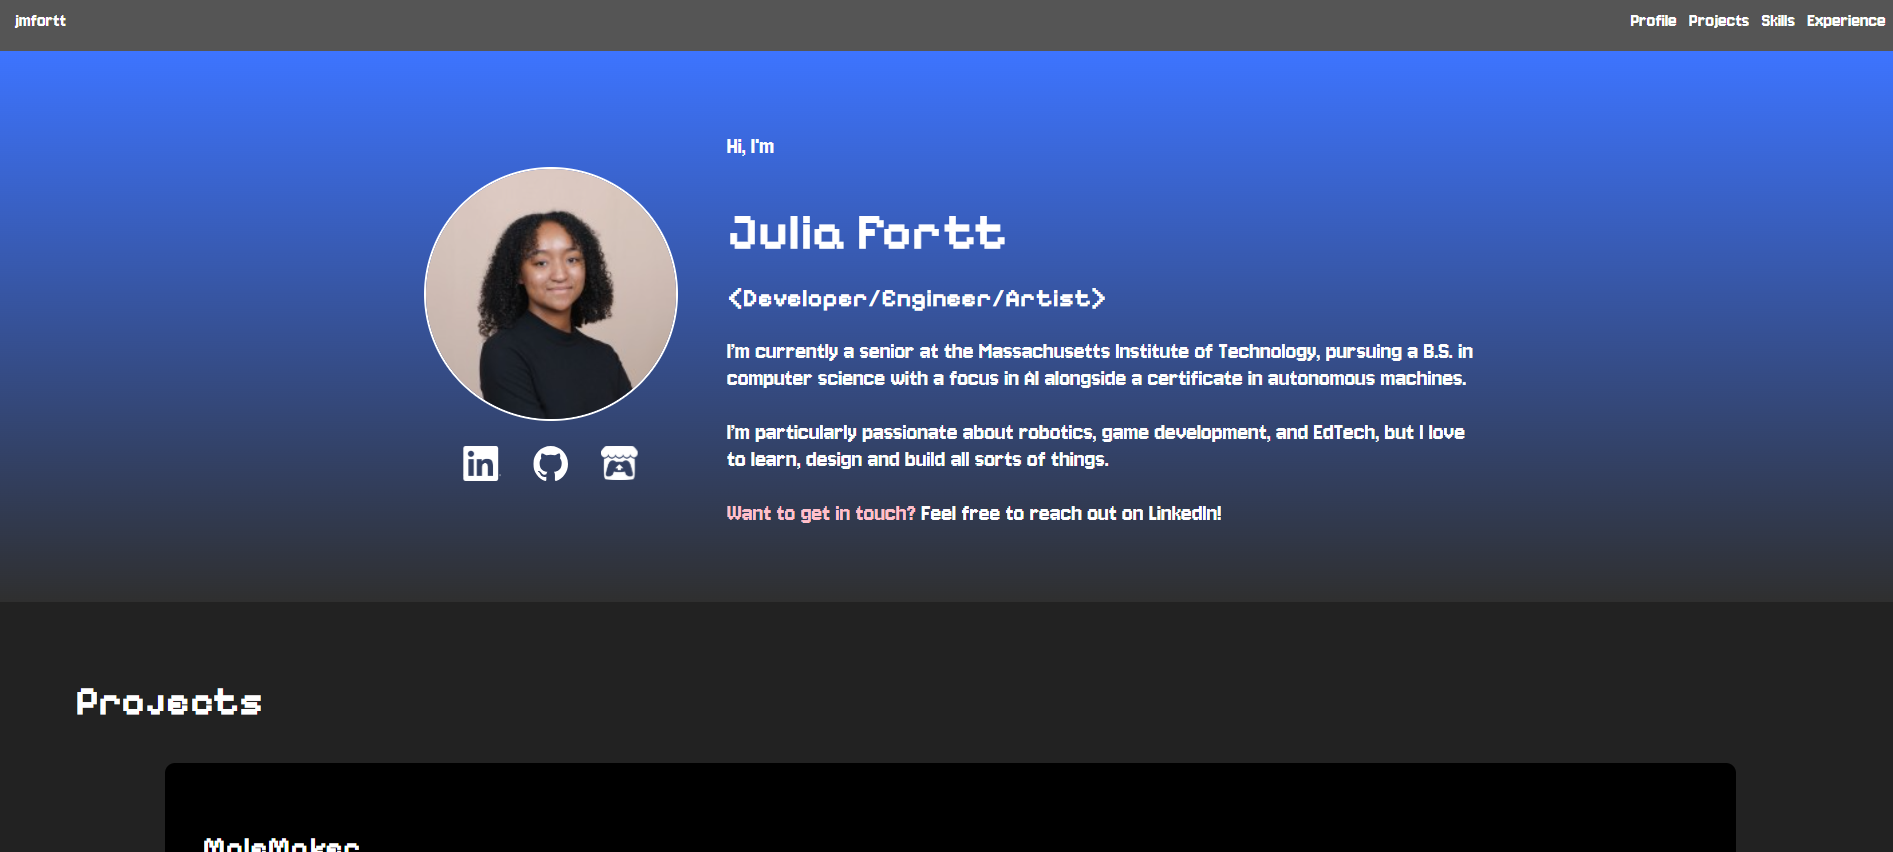 jmfortt
Profile Projects Skills Experience
Hi, I'm
Julia Fortt
<Developer/Engineer/Artist>
I'm currently a senior at the Massachusetts Institute of Technology, pursuing a B.S. in
computer science with a focus in AI alongside a certificate in autonomous machines.
I'm particularly passionate about robotics, game development, and EdTech, but I love
to learn, design and build all sorts of things.
Want to get in touch? Feel free to reach out on LinkedIn!
in
Projects
MoleMaker